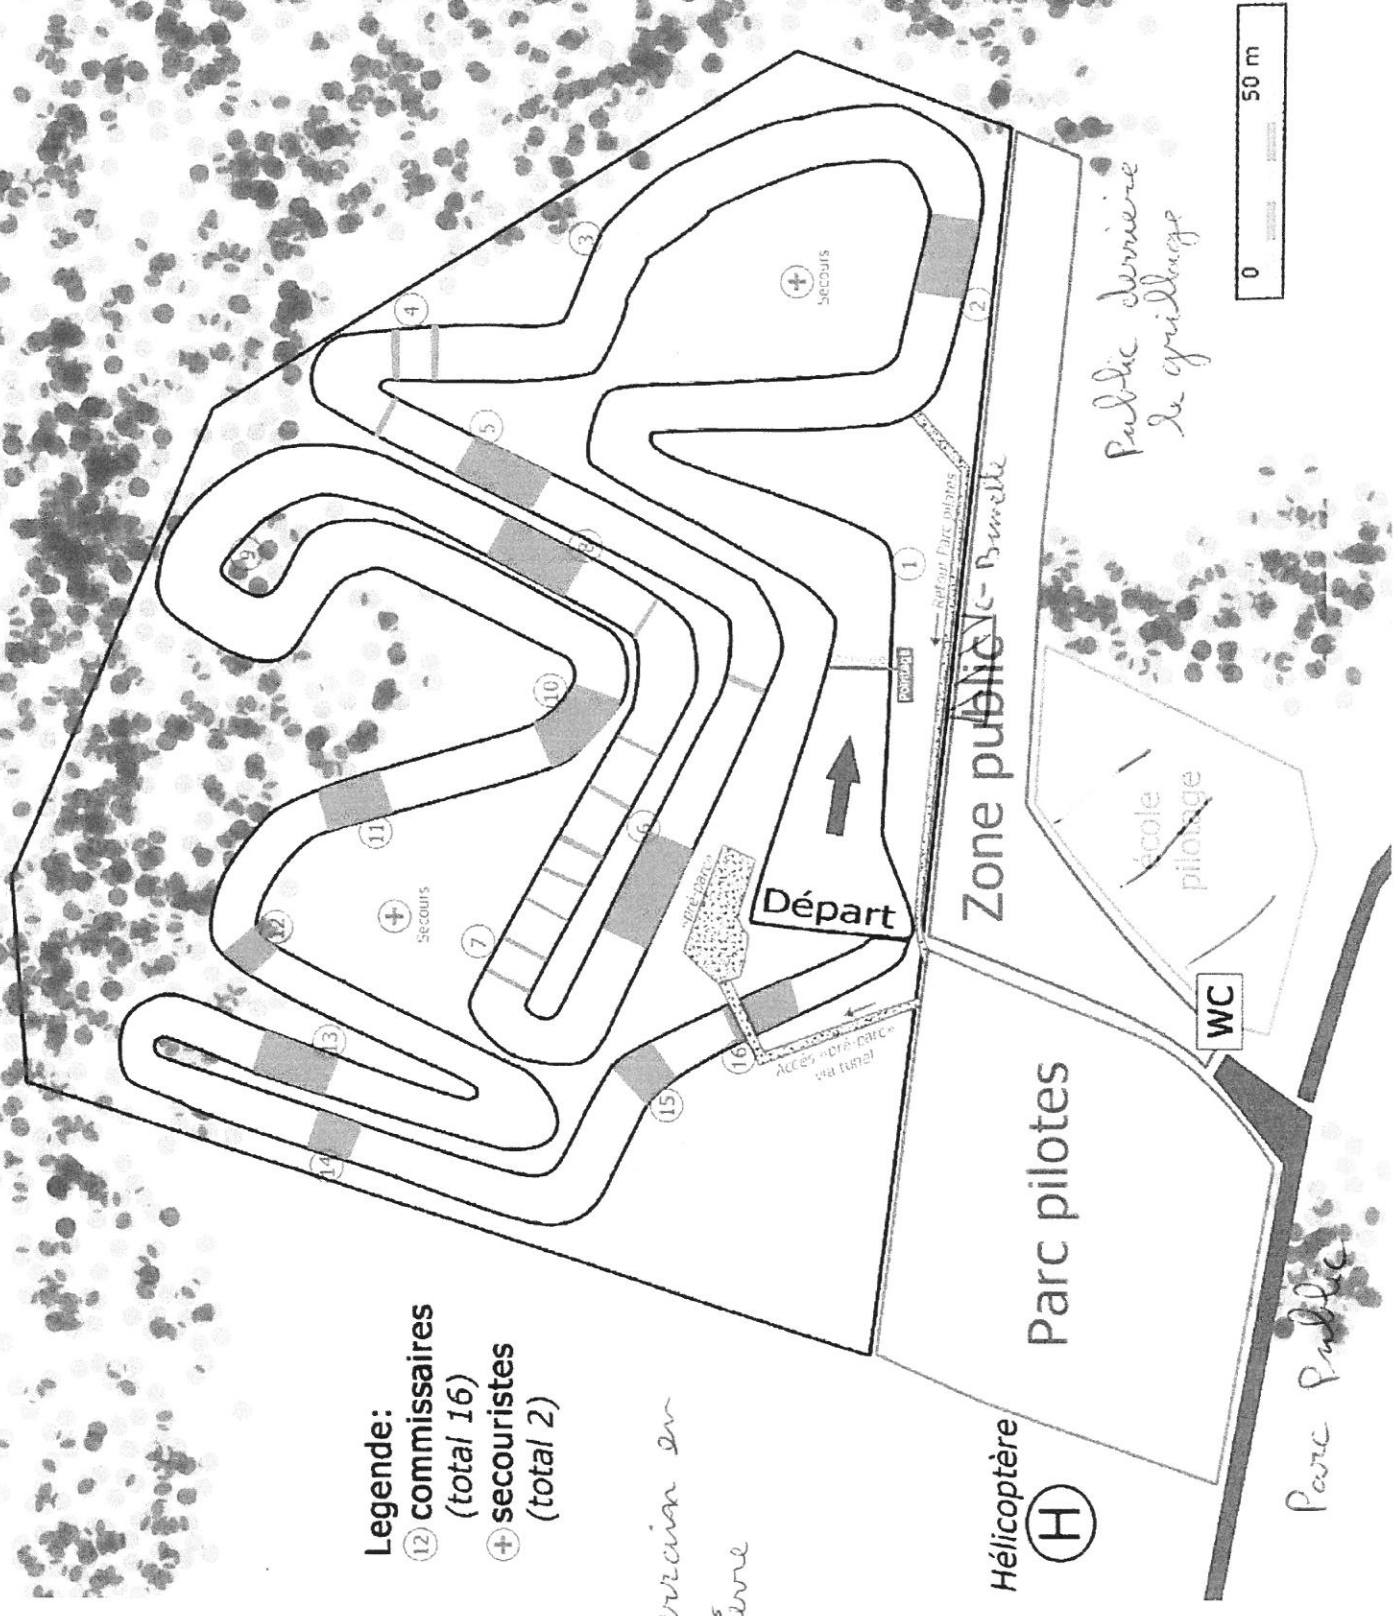 Legende:
12 commissaires
(total 16)
+ secouristes
(total 2)
Hélicoptère
H
Parc pilotes
Parc Public
WC
école
pilotage
Zone public
Buvette
Public derrière
le grillage
0 50 m
Départ
«Pré-parc»
Accès «pré-parc»
via tunel
Retour Parc pilotes
Secours
Secours
1
2
3
4
5
6
7
8
9
10
11
12
13
14
15
16